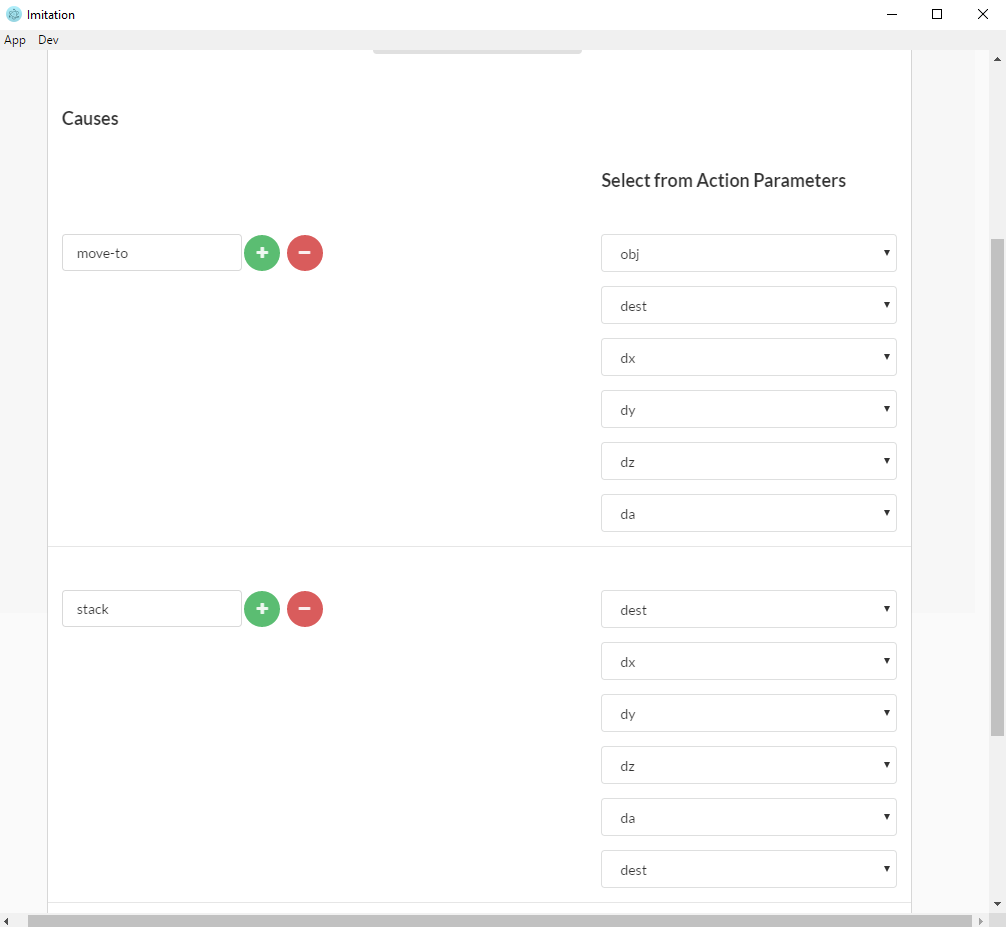 Imitation
App Dev
Causes
Select from Action Parameters
move-to obj
dest
dx
dy
dz
da
stack dest
dx
dy
dz
da
dest